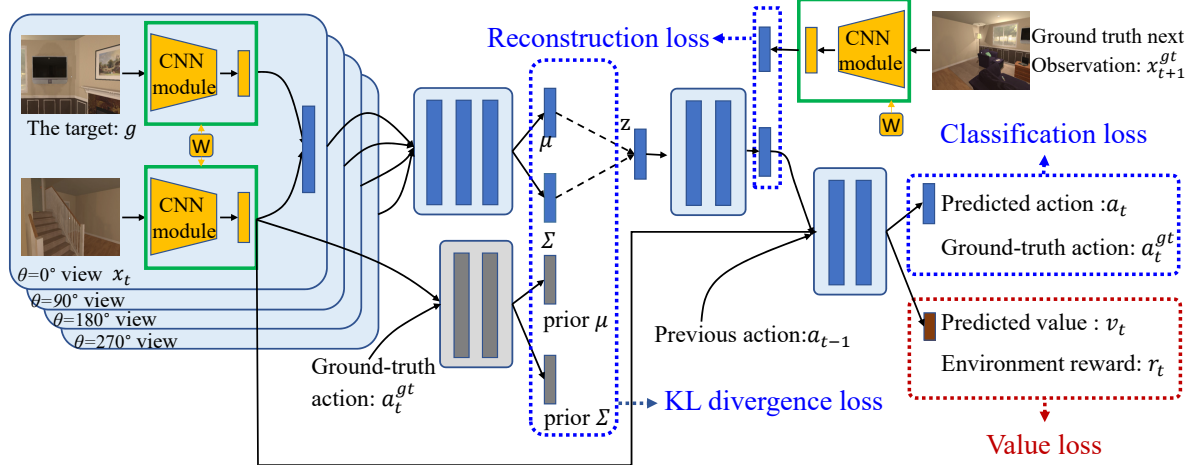 CNN
module
The target: g
W
CNN
module
θ=0° view x_t
θ=90° view
θ=180° view
θ=270° view
μ
Σ
z
prior μ
prior Σ
Ground-truth
action: a_t^{gt}
KL divergence loss
Reconstruction loss
CNN
module
W
Ground truth next
Observation: x_{t+1}^{gt}
Previous action:a_{t−1}
Classification loss
Predicted action :a_t
Ground-truth action: a_t^{gt}
Predicted value : v_t
Environment reward: r_t
Value loss